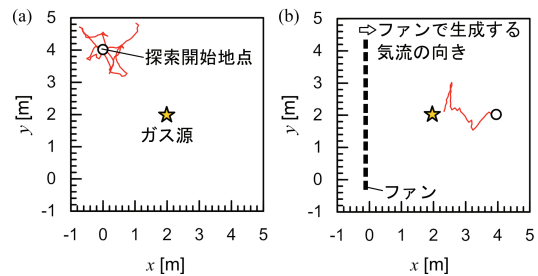 (a)
5
4
3
2
1
0
-1
y [m]
探索開始地点
ガス源
-1 0 1 2 3 4 5
x [m]
(b)
5
4
3
2
1
0
-1
y [m]
ファンで生成する
気流の向き
ファン
-1 0 1 2 3 4 5
x [m]